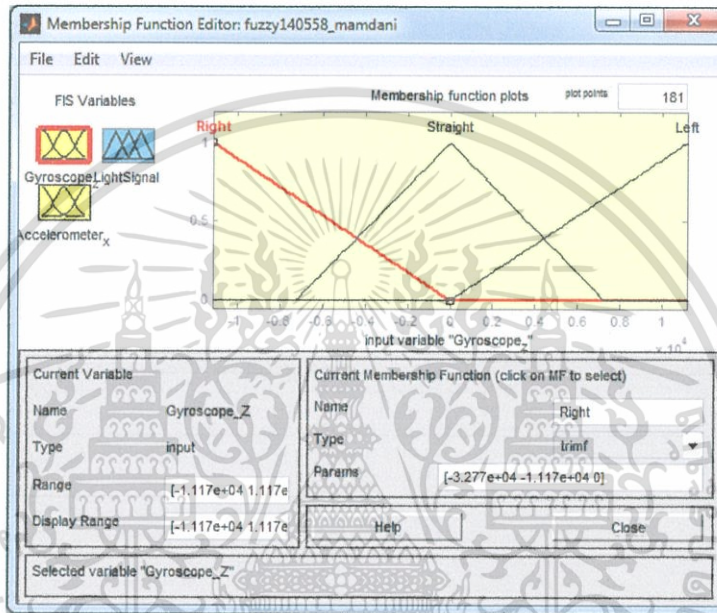 Membership Function Editor: fuzzy140558_mamdani
File Edit View
FIS Variables
Membership function plots
plot points:
181
Gyroscope_Z
LightSignal
Accelerometer_X
Right
Straight
Left
1
0.5
0
-1 -0.8 -0.6 -0.4 -0.2 0 0.2 0.4 0.6 0.8 1
input variable "Gyroscope_Z"
x 10^4
Current Variable
Name Gyroscope_Z
Type input
Range [-1.117e+04 1.117e
Display Range [-1.117e+04 1.117e
Current Membership Function (click on MF to select)
Name Right
Type trimf
Params [-3.277e+04 -1.117e+04 0]
Help
Close
Selected variable "Gyroscope_Z"